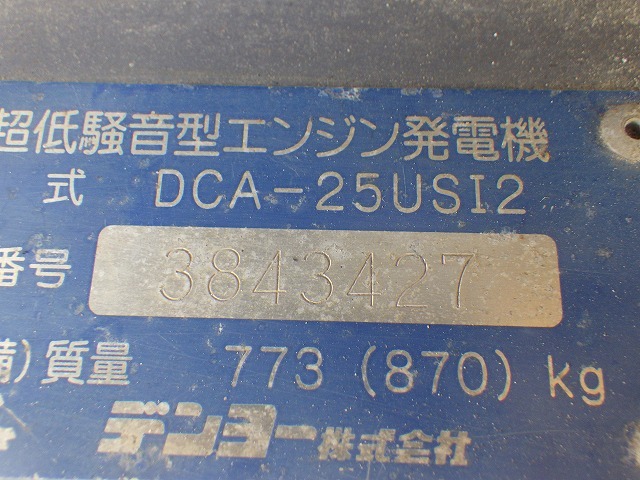 超低騒音型エンジン発電機
式 DCA-25USI2
番号 3843427
備)質量 773 (870) kg
デンヨー株式会社